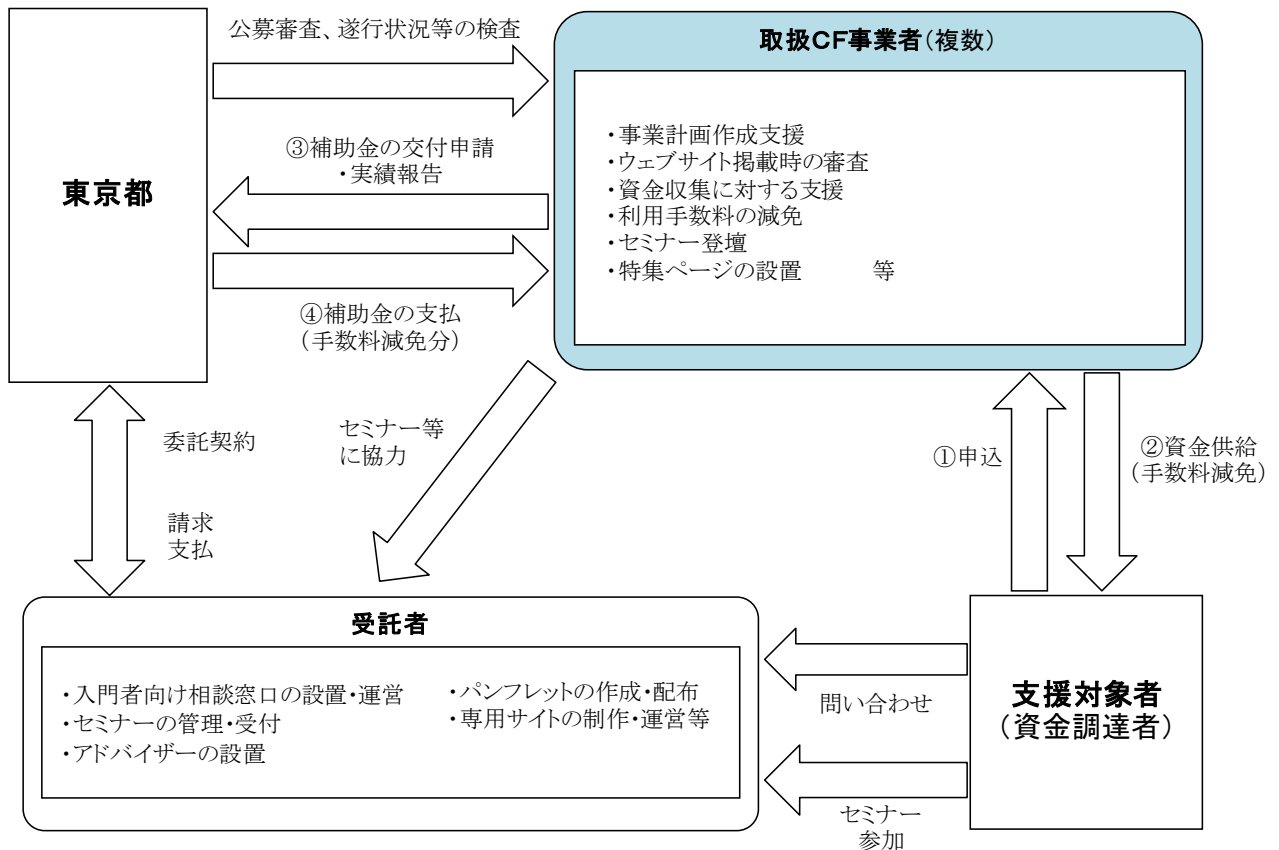 公募審査、遂行状況等の検査
取扱CF事業者(複数)
・事業計画作成支援
・ウェブサイト掲載時の審査
・資金収集に対する支援
・利用手数料の減免
・セミナー登壇
・特集ページの設置　　　等
③補助金の交付申請
・実績報告
東京都
④補助金の支払
(手数料減免分)
委託契約
請求
支払
セミナー等
に協力
①申込
②資金供給
(手数料減免)
受託者
・入門者向け相談窓口の設置・運営
・セミナーの管理・受付
・アドバイザーの設置
・パンフレットの作成・配布
・専用サイトの制作・運営等
問い合わせ
支援対象者
(資金調達者)
セミナー
参加